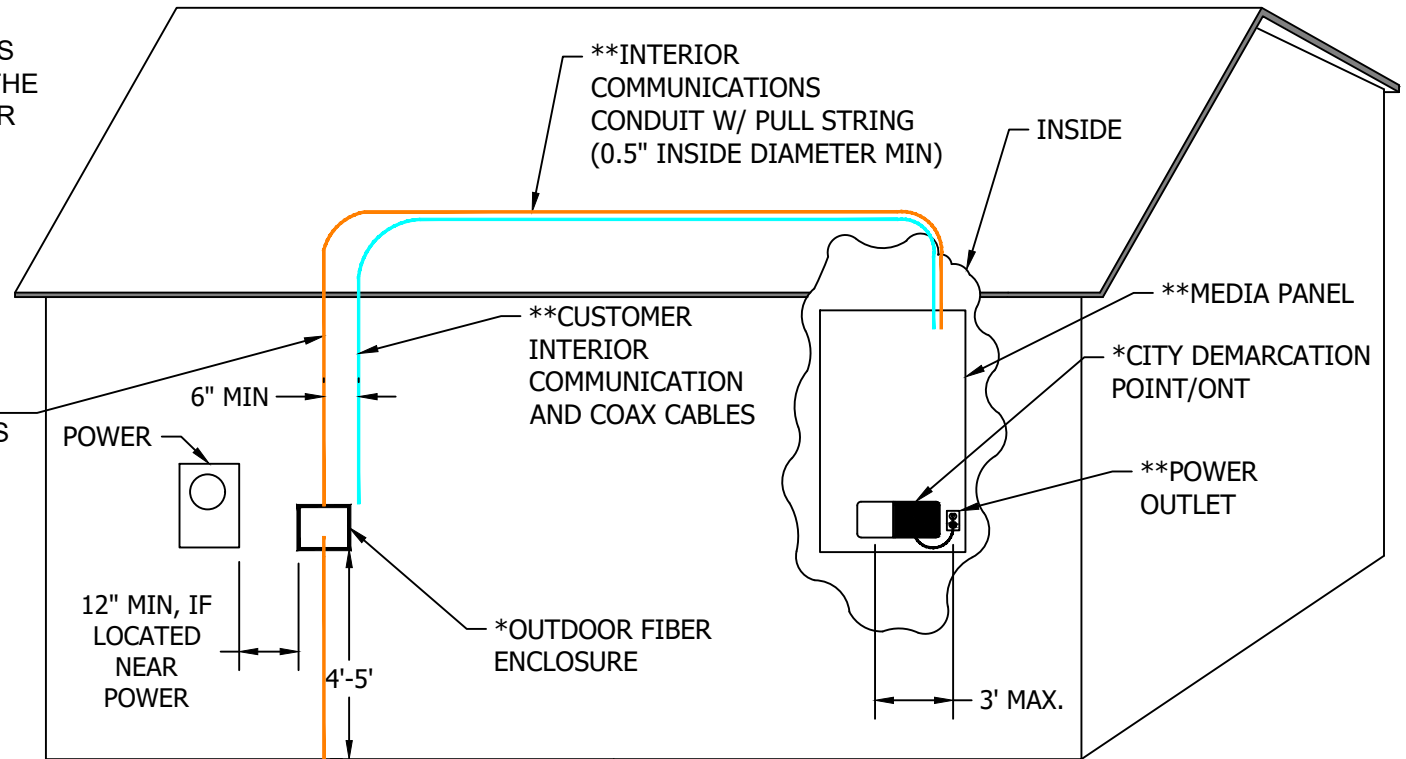 S
THE
R
**INTERIOR
COMMUNICATIONS
CONDUIT W/ PULL STRING
(0.5" INSIDE DIAMETER MIN)
INSIDE
**MEDIA PANEL
**CUSTOMER
INTERIOR
COMMUNICATION
AND COAX CABLES
*CITY DEMARCATION
POINT/ONT
6" MIN
S
POWER
**POWER
OUTLET
12" MIN, IF
LOCATED
NEAR
POWER
4'-5'
*OUTDOOR FIBER
ENCLOSURE
3' MAX.